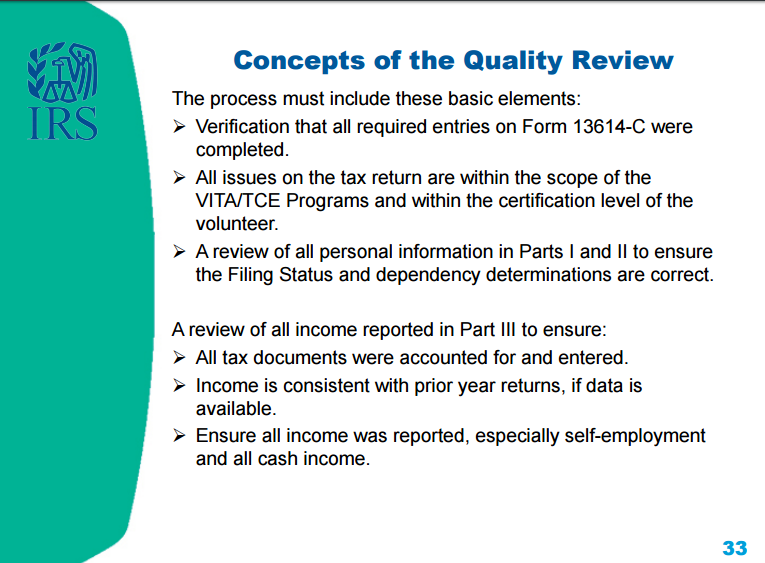 IRS
Concepts of the Quality Review
The process must include these basic elements:
➢ Verification that all required entries on Form 13614-C were
completed.
➢ All issues on the tax return are within the scope of the
VITA/TCE Programs and within the certification level of the
volunteer.
➢ A review of all personal information in Parts I and II to ensure
the Filing Status and dependency determinations are correct.
A review of all income reported in Part III to ensure:
➢ All tax documents were accounted for and entered.
➢ Income is consistent with prior year returns, if data is
available.
➢ Ensure all income was reported, especially self-employment
and all cash income.
33